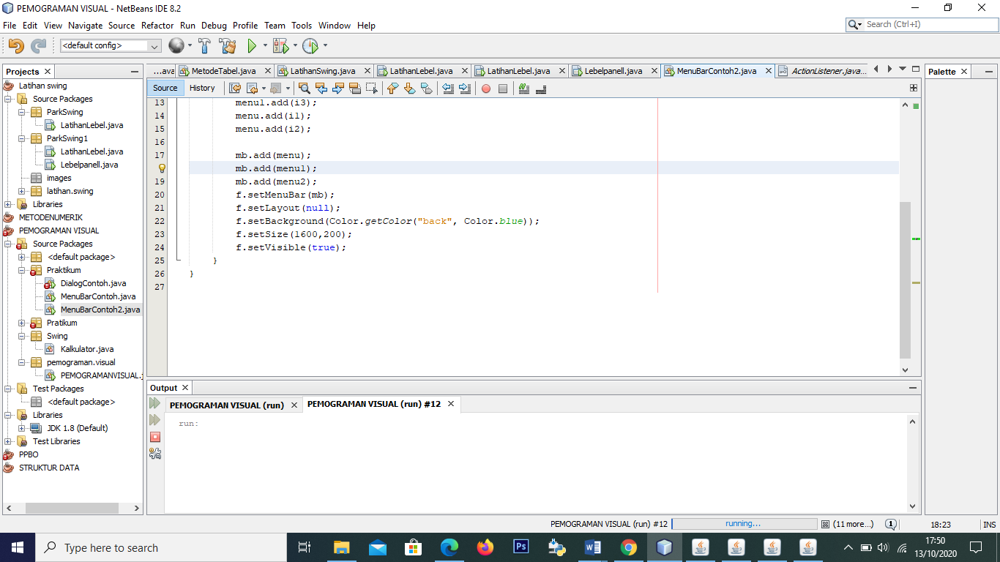 PEMOGRAMAN VISUAL - NetBeans IDE 8.2
File Edit View Navigate Source Refactor Run Debug Profile Team Tools Window Help
Search (Ctrl+I)
<default config>
Projects
Latihan swing
Source Packages
ParkSwing
LatihanLebel.java
ParkSwing1
LatihanLebel.java
Lebelpanell.java
images
latihan.swing
Libraries
METODENUMERIK
PEMOGRAMAN VISUAL
Source Packages
<default package>
Praktikum
DialogContoh.java
MenuBarContoh.java
MenuBarContoh2.java
Pratikum
Swing
Kalkulator.java
pemograman.visual
PEMOGRAMANVISUAL.j
Test Packages
<default package>
Libraries
JDK 1.8 (Default)
Test Libraries
PPBO
STRUKTUR DATA
...ava MetodeTabel.java LatihanSwing.java LatihanLebel.java LatihanLebel.java Lebelpanell.java MenuBarContoh2.java ActionListener.java...
Source History
13 menu1.add(i3);
14 menu.add(i1);
15 menu.add(i2);
16
17 mb.add(menu);
mb.add(menu1);
19 mb.add(menu2);
20 f.setMenuBar(mb);
21 f.setLayout(null);
22 f.setBackground(Color.getColor("back", Color.blue));
23 f.setSize(1600,200);
24 f.setVisible(true);
25 }
26 }
27
Palette
Output
PEMOGRAMAN VISUAL (run) PEMOGRAMAN VISUAL (run) #12
run:
PEMOGRAMAN VISUAL (run) #12 running... (11 more...) 1 18:23 INS
Type here to search
Ps
W
17:50
13/10/2020